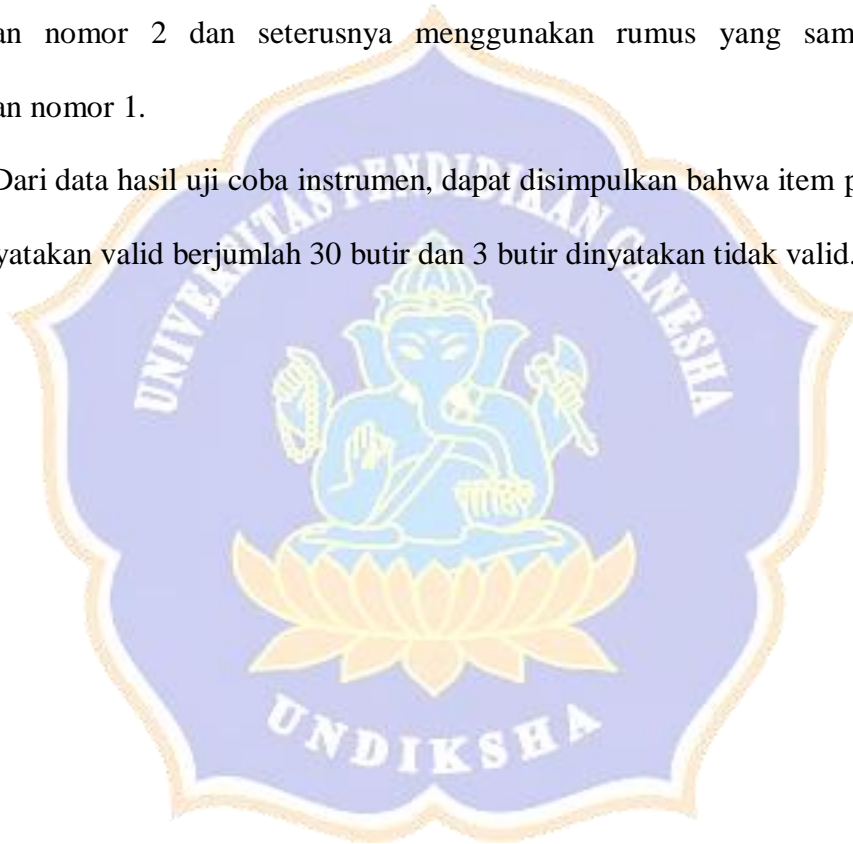 an nomor 2 dan seterusnya menggunakan rumus yang sam
an nomor 1.
Dari data hasil uji coba instrumen, dapat disimpulkan bahwa item p
yatakan valid berjumlah 30 butir dan 3 butir dinyatakan tidak valid.
UNIVERSITAS PENDIDIKAN GANESHA
UNDIKSHA